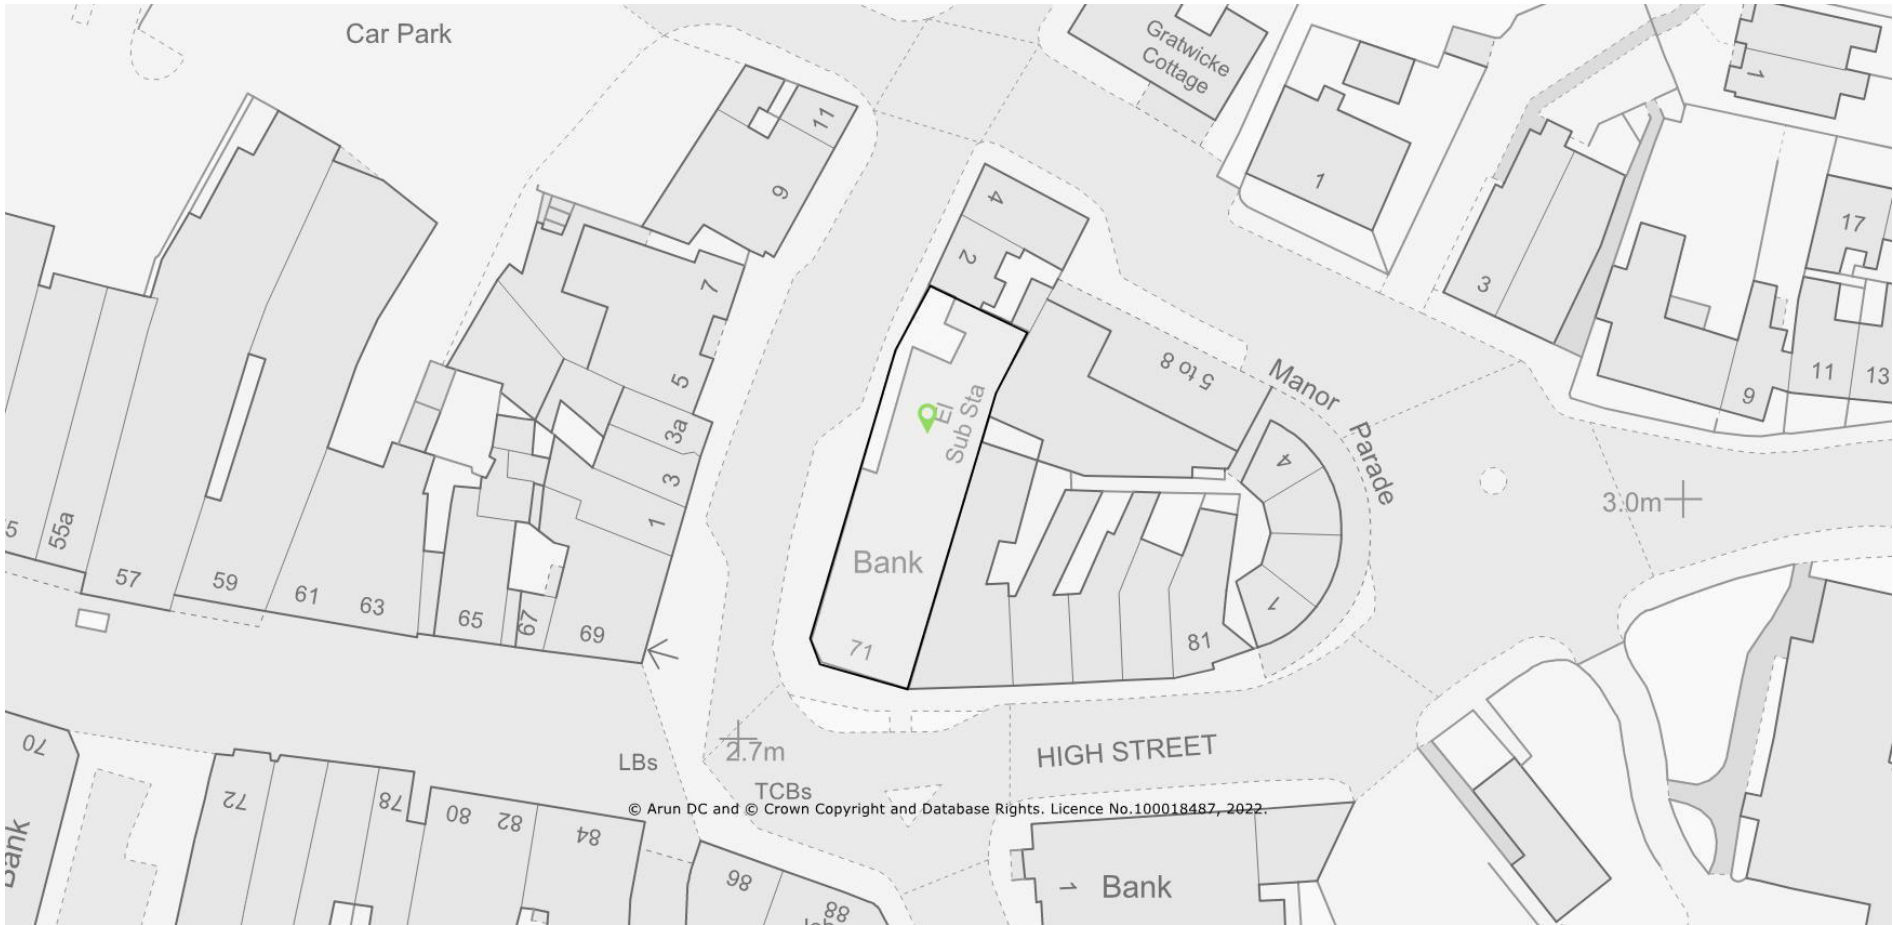 Car Park
Gratwicke
Cottage
1
11
9
4
2
1
3
17
7
5
El
Sub Sta
5 to 8
Manor
Parade
9
11
13
3a
3
1
4
3.0m
5
55a
57
59
61
63
65
67
69
Bank
71
81
1
70
LBs
2.7m
TCBs
HIGH STREET
© Arun DC and © Crown Copyright and Database Rights. Licence No.100018487, 2022.
72
78
80
82
84
Bank
86
88
1
Bank